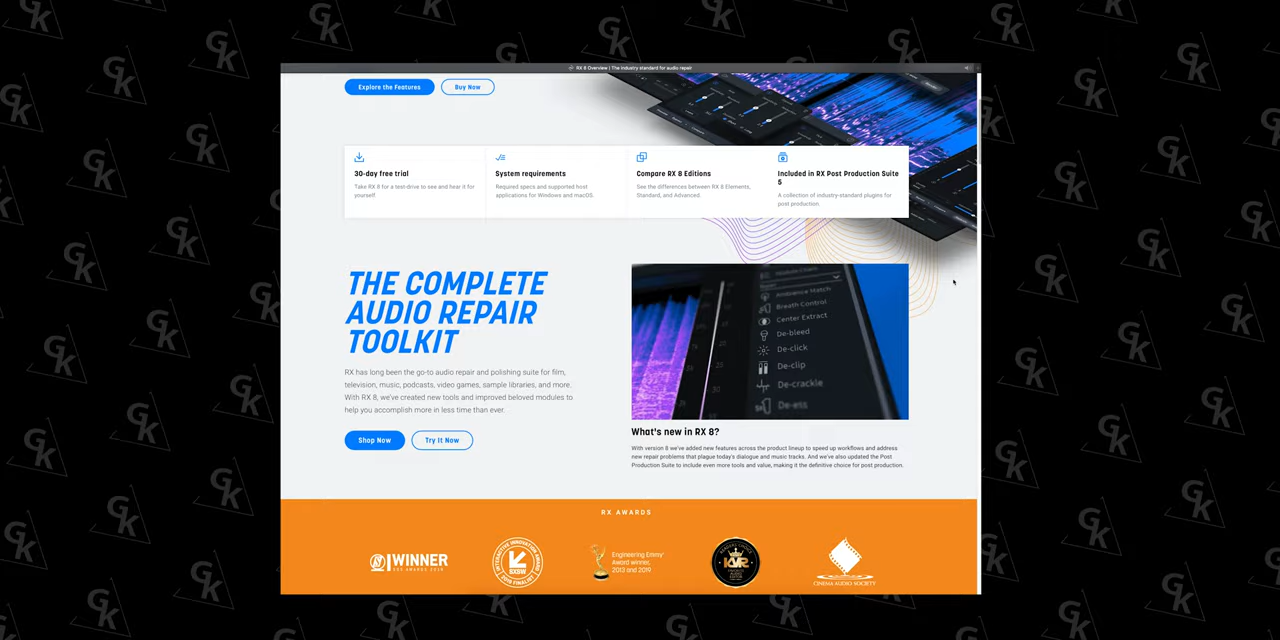 RX 8 Overview | The industry standard for audio repair
Explore the Features
Buy Now
30-day free trial
Take RX 8 for a test-drive to see and hear it for
yourself.
System requirements
Required specs and supported host
applications for Windows and macOS.
Compare RX 8 Editions
See the differences between RX 8 Elements,
Standard, and Advanced.
Included in RX Post Production Suite
5
A collection of industry-standard plugins for
post production.
THE COMPLETE
AUDIO REPAIR
TOOLKIT
RX has long been the go-to audio repair and polishing suite for film,
television, music, podcasts, video games, sample libraries, and more.
With RX 8, we've created new tools and improved beloved modules to
help you accomplish more in less time than ever.
Shop Now
Try It Now
Ambience Match
Breath Control
Center Extract
De-bleed
De-click
De-clip
De-crackle
De-ess
What's new in RX 8?
With version 8 we've added new features across the product lineup to speed up workflows and address
new repair problems that plague today's dialogue and music tracks. And we've also updated the Post
Production Suite to include even more tools and value, making it the definitive choice for post production.
RX AWARDS
WINNER
SXSW
Engineering Emmy®
Award winner,
2013 and 2019
KVR
CINEMA AUDIO SOCIETY
GK